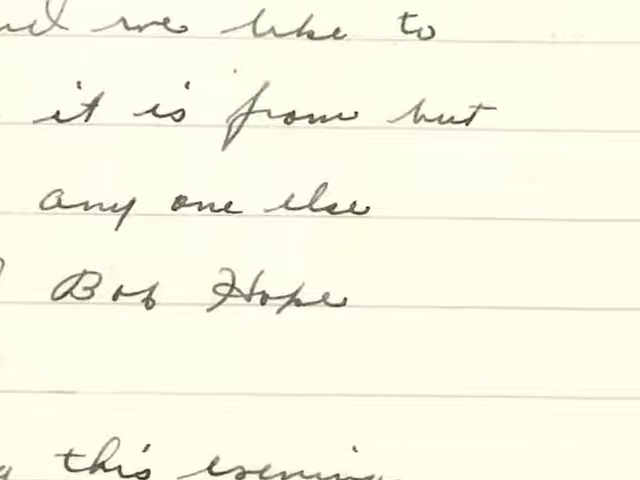 we like to
it is from but
any one else
Bob Hope
this evening